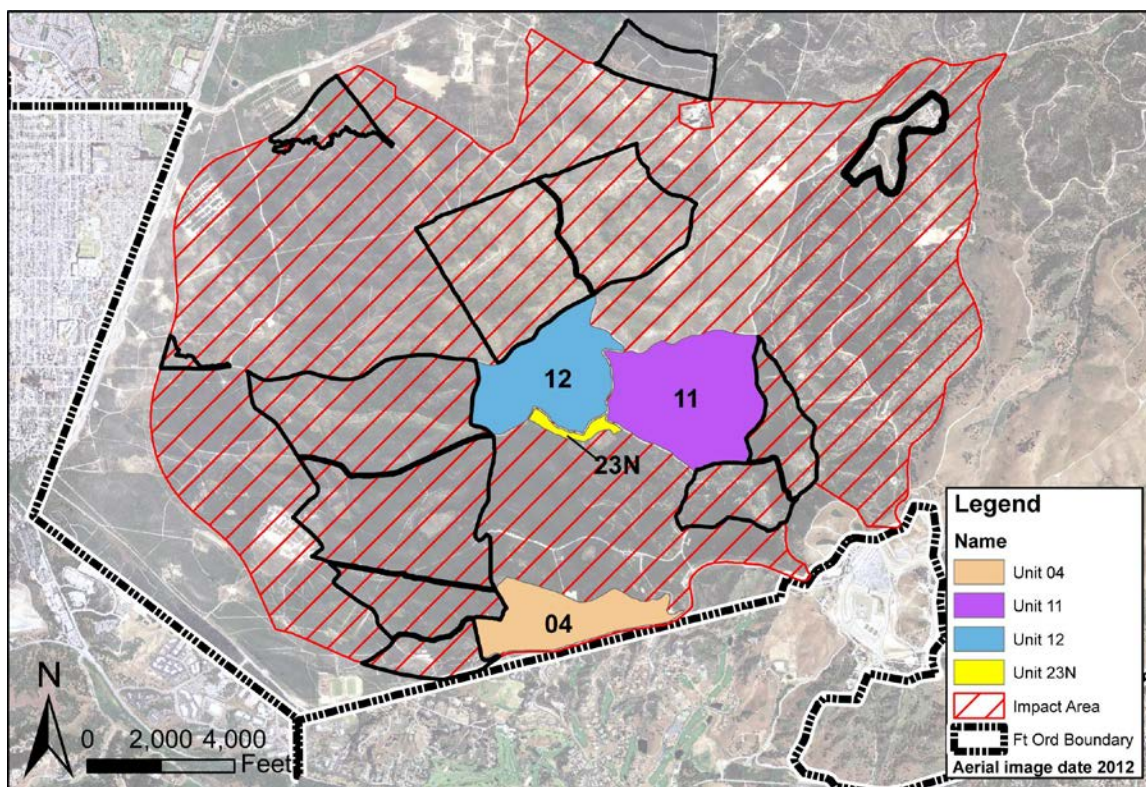 12
11
23N
04
N
0 2,000 4,000
Feet
Legend
Name
Unit 04
Unit 11
Unit 12
Unit 23N
Impact Area
Ft Ord Boundary
Aerial image date 2012